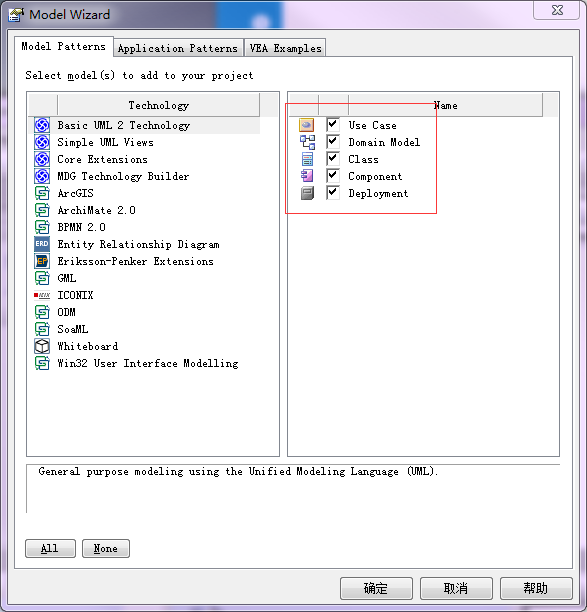 Model Wizard
Model Patterns Application Patterns VEA Examples
Select model(s) to add to your project
Technology
Basic UML 2 Technology
Simple UML Views
Core Extensions
MDG Technology Builder
ArcGIS
ArchiMate 2.0
BPMN 2.0
ERD Entity Relationship Diagram
EP Eriksson-Penker Extensions
GML
ICONIX
ODM
SoaML
Whiteboard
Win32 User Interface Modelling
Name
Use Case
Domain Model
Class
Component
Deployment
General purpose modeling using the Unified Modeling Language (UML).
All None
确定 取消 帮助